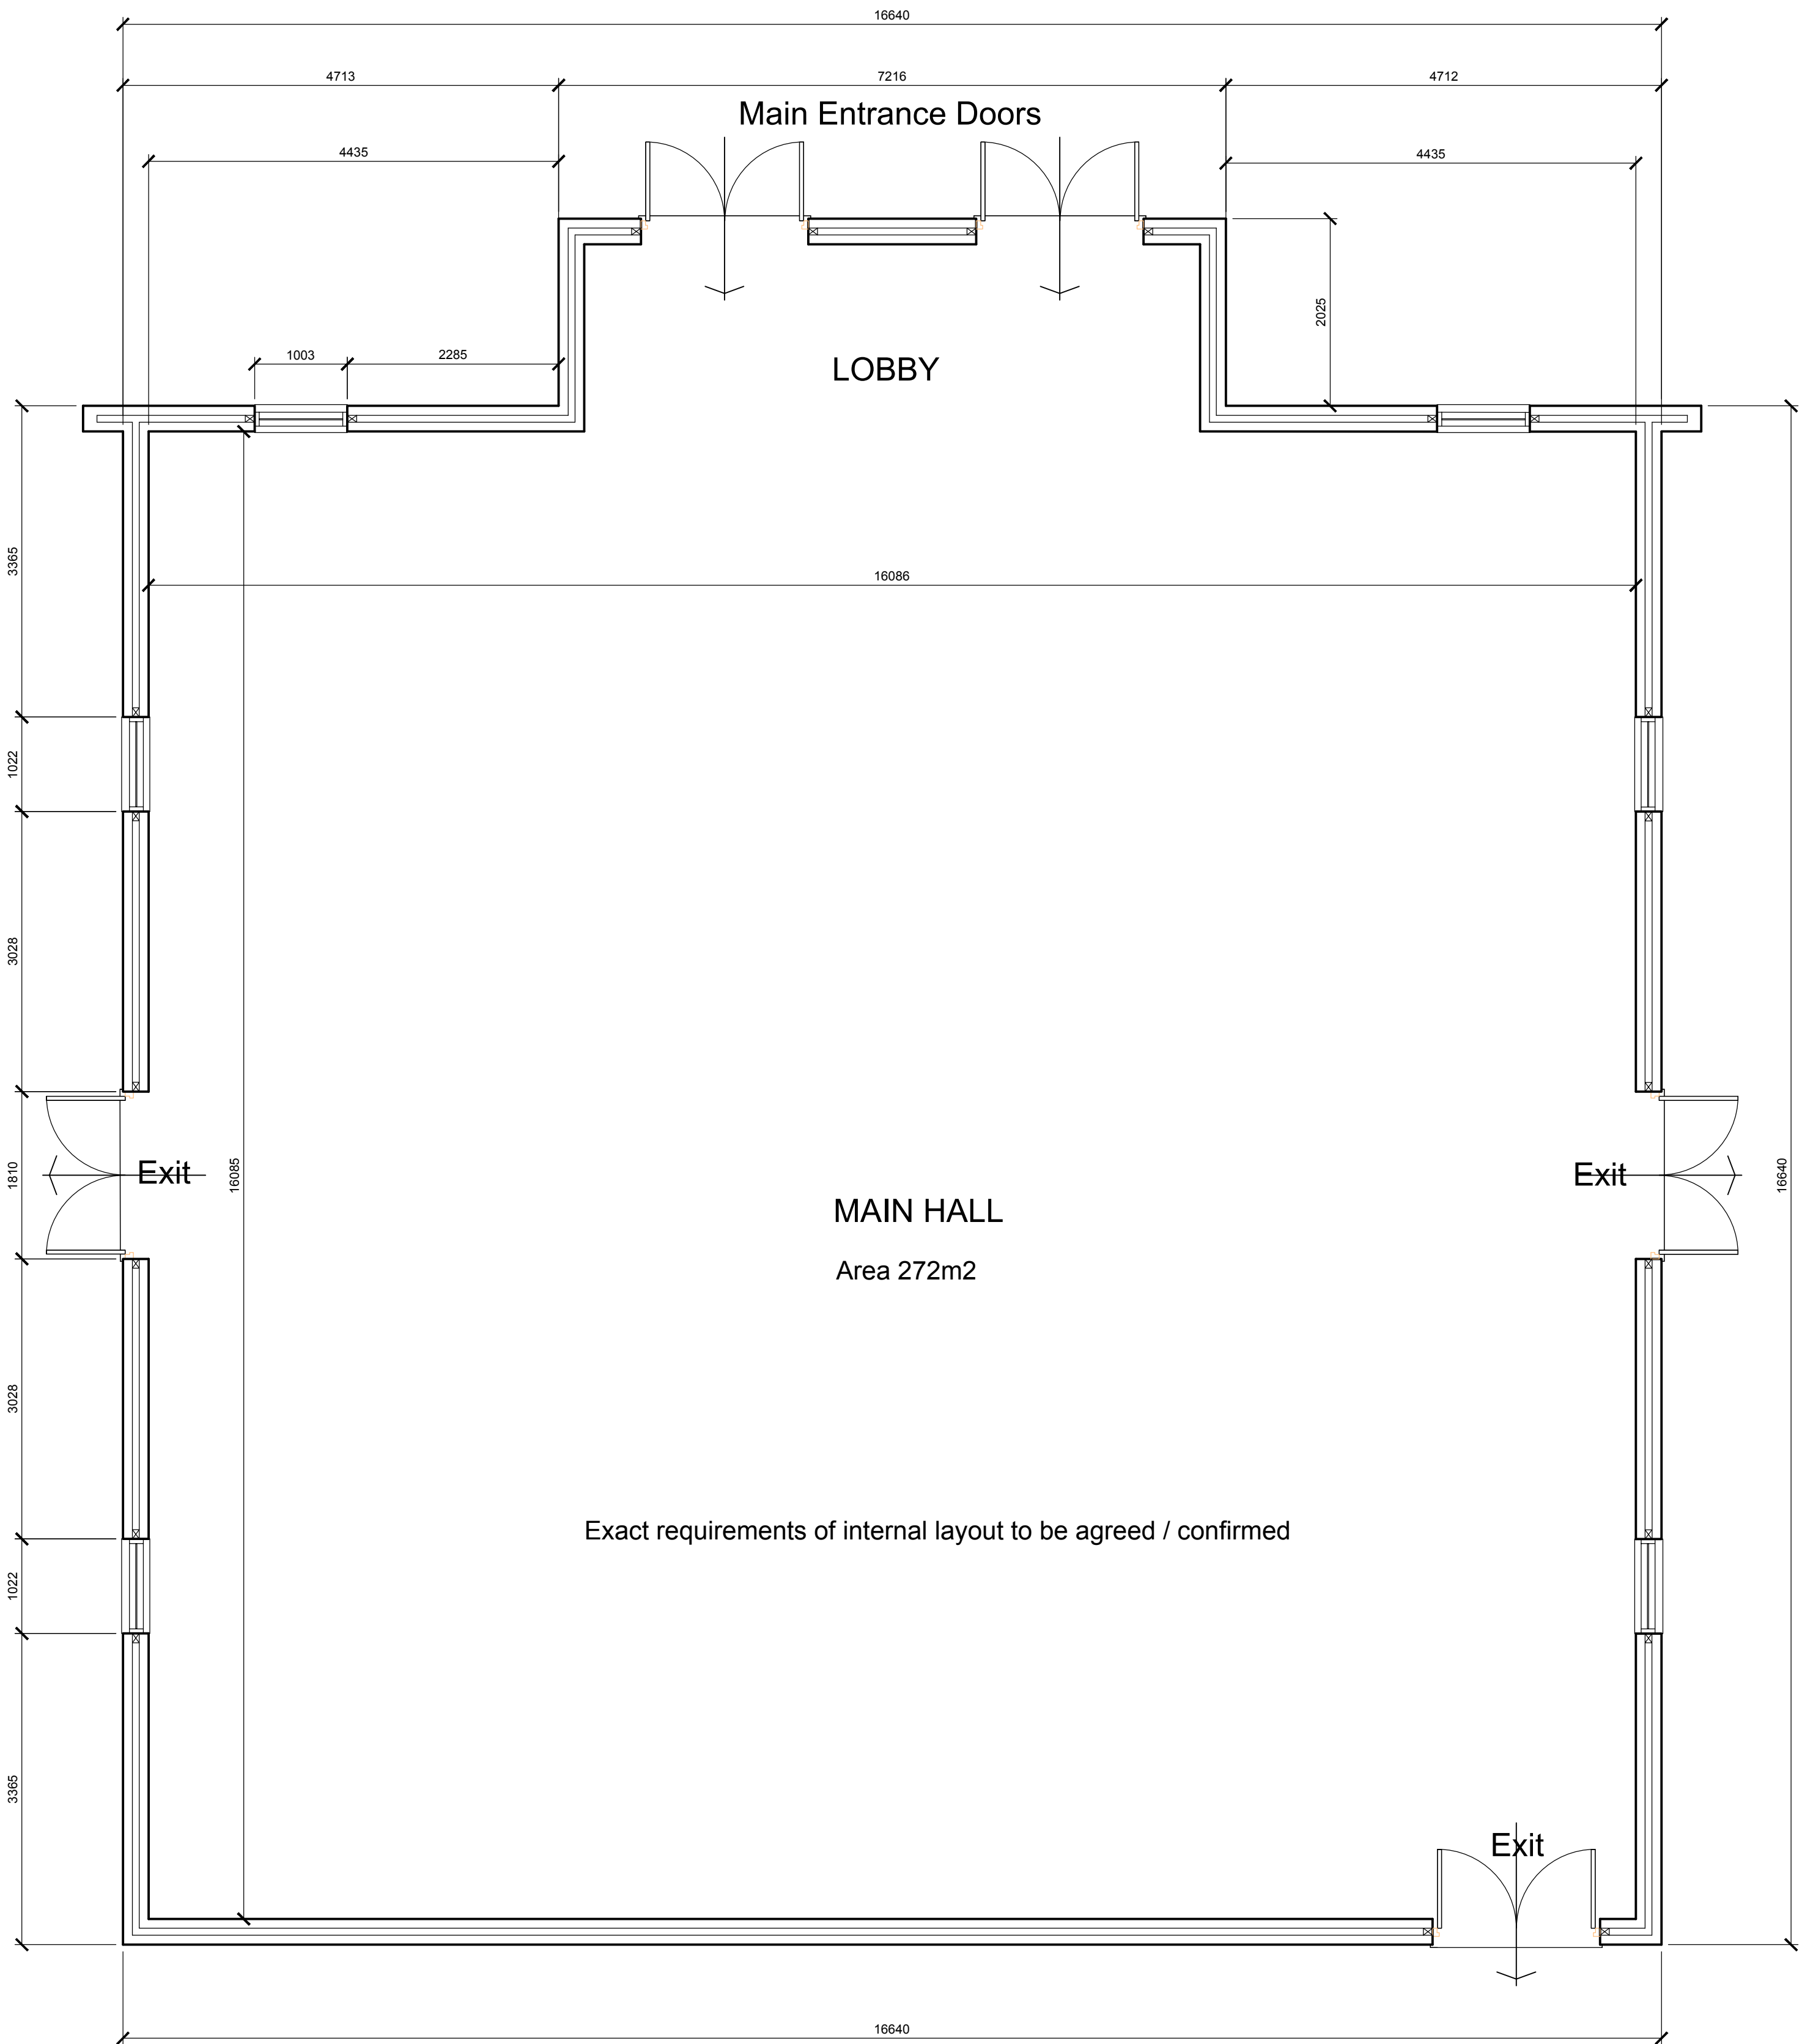 16640
4713
7216
4712
Main Entrance Doors
4435
4435
2025
1003
2285
LOBBY
3365
16086
1022
3028
Exit
1810
16085
Exit
16640
MAIN HALL
Area 272m2
3028
Exact requirements of internal layout to be agreed / confirmed
1022
3365
Exit
16640